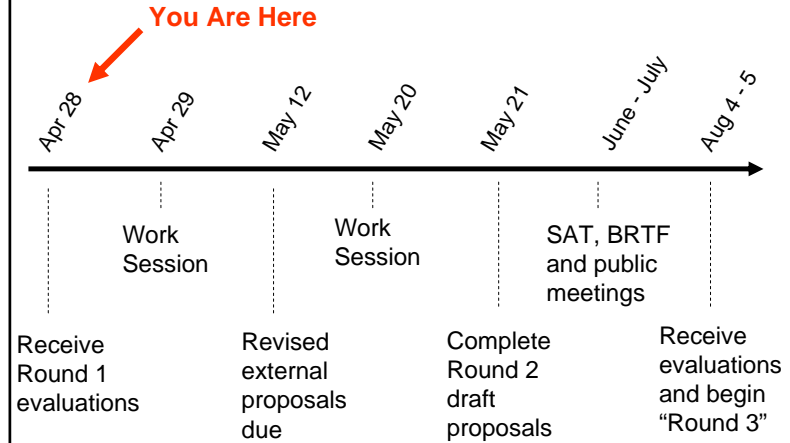 You Are Here
Apr 28
Apr 29
May 12
May 20
May 21
June - July
Aug 4 - 5
Work
Session
Work
Session
SAT, BRTF
and public
meetings
Receive
Round 1
evaluations
Revised
external
proposals
due
Complete
Round 2
draft
proposals
Receive
evaluations
and begin
“Round 3”